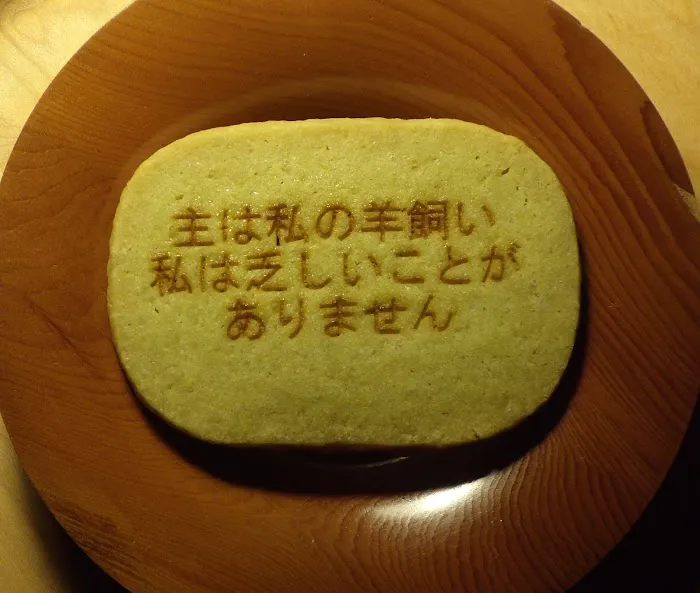 主は私の羊飼い
私は乏しいことが
ありません